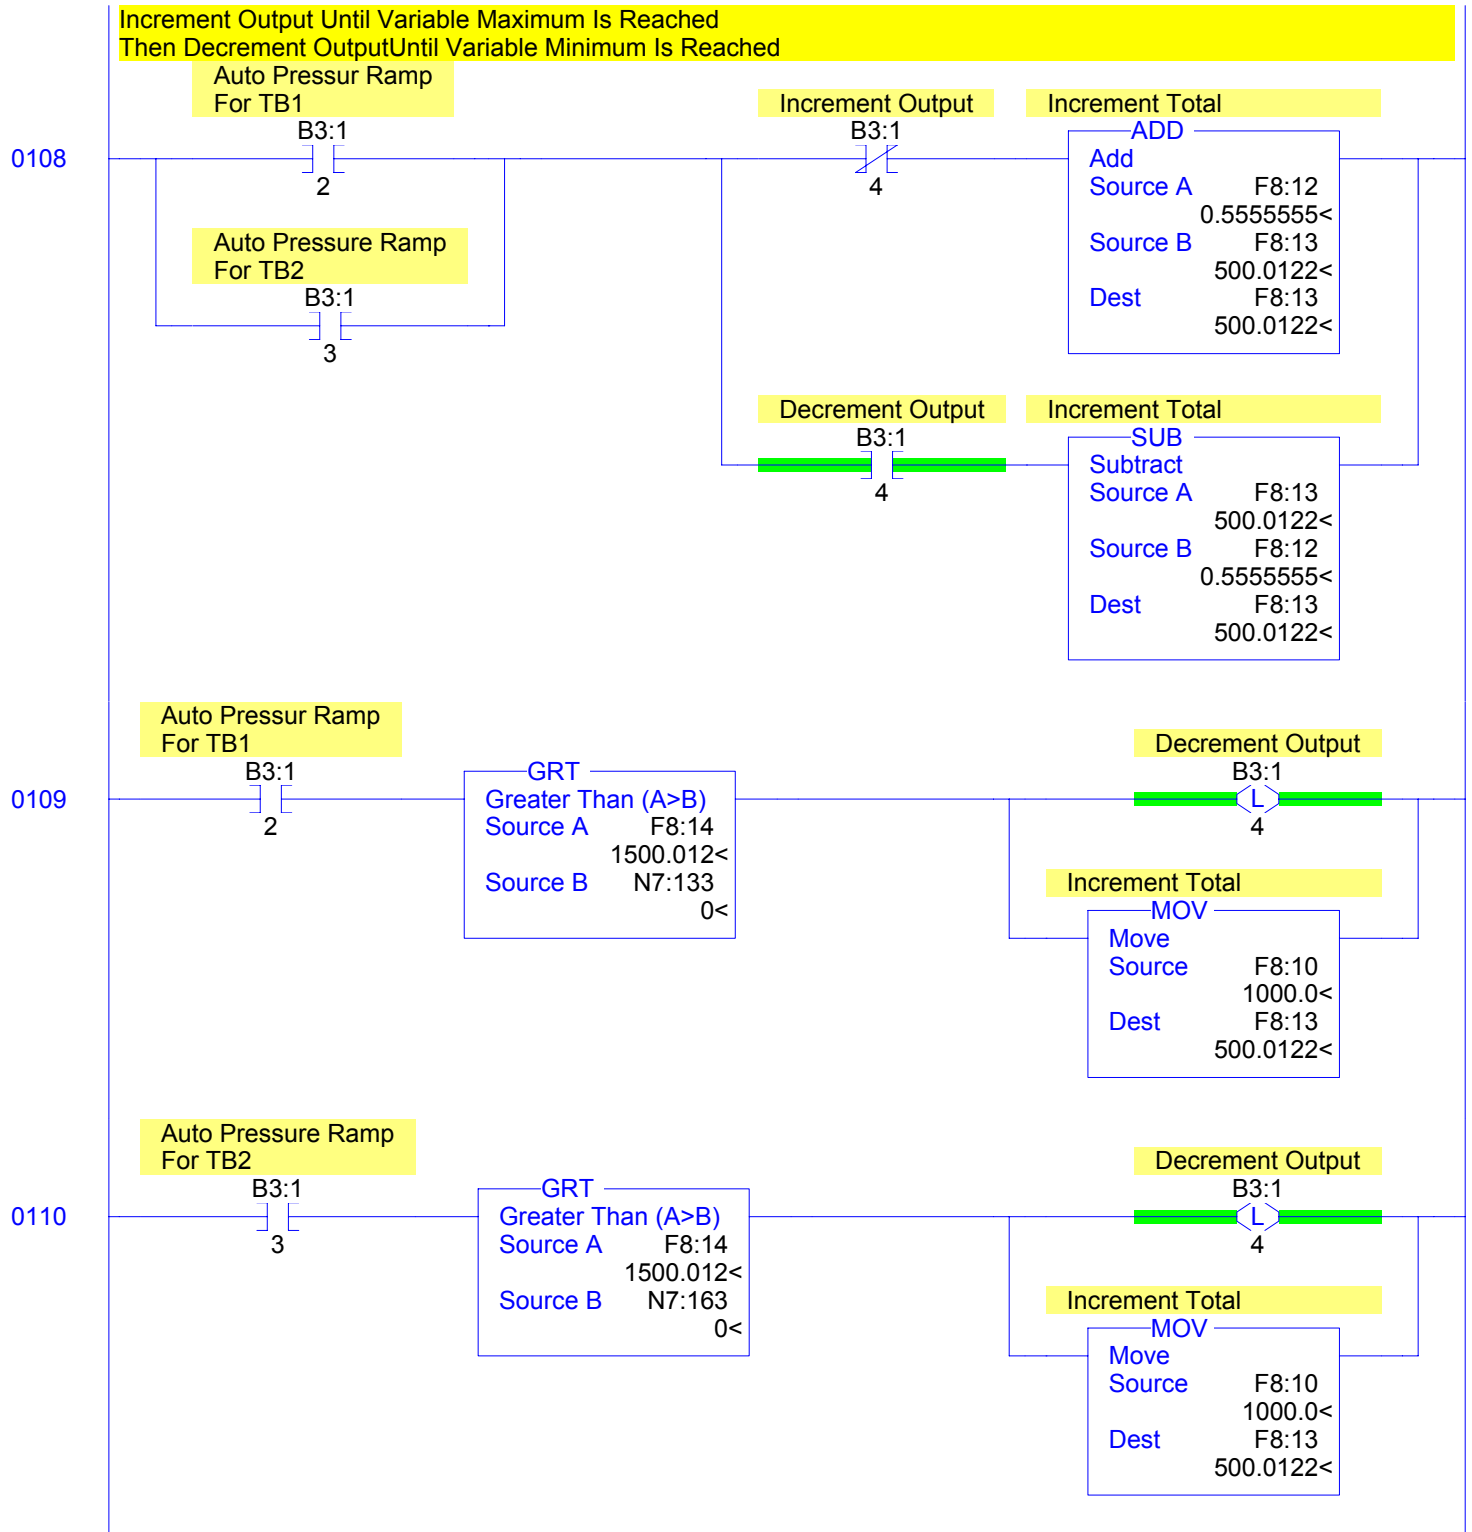 Increment Output Until Variable Maximum Is Reached
Then Decrement OutputUntil Variable Minimum Is Reached
0108
Auto Pressur Ramp
For TB1
B3:1
2
Auto Pressure Ramp
For TB2
B3:1
3
Increment Output
B3:1
4
Increment Total
ADD
Add
Source A F8:12
0.5555555<
Source B F8:13
500.0122<
Dest F8:13
500.0122<
Decrement Output
B3:1
4
Increment Total
SUB
Subtract
Source A F8:13
500.0122<
Source B F8:12
0.5555555<
Dest F8:13
500.0122<
0109
Auto Pressur Ramp
For TB1
B3:1
2
GRT
Greater Than (A>B)
Source A F8:14
1500.012<
Source B N7:133
0<
Decrement Output
B3:1
L
4
Increment Total
MOV
Move
Source F8:10
1000.0<
Dest F8:13
500.0122<
0110
Auto Pressure Ramp
For TB2
B3:1
3
GRT
Greater Than (A>B)
Source A F8:14
1500.012<
Source B N7:163
0<
Decrement Output
B3:1
L
4
Increment Total
MOV
Move
Source F8:10
1000.0<
Dest F8:13
500.0122<